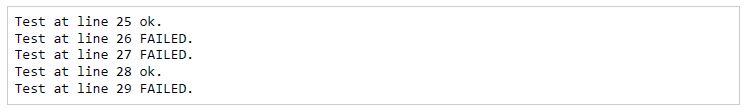 Test at line 25 ok.
Test at line 26 FAILED.
Test at line 27 FAILED.
Test at line 28 ok.
Test at line 29 FAILED.